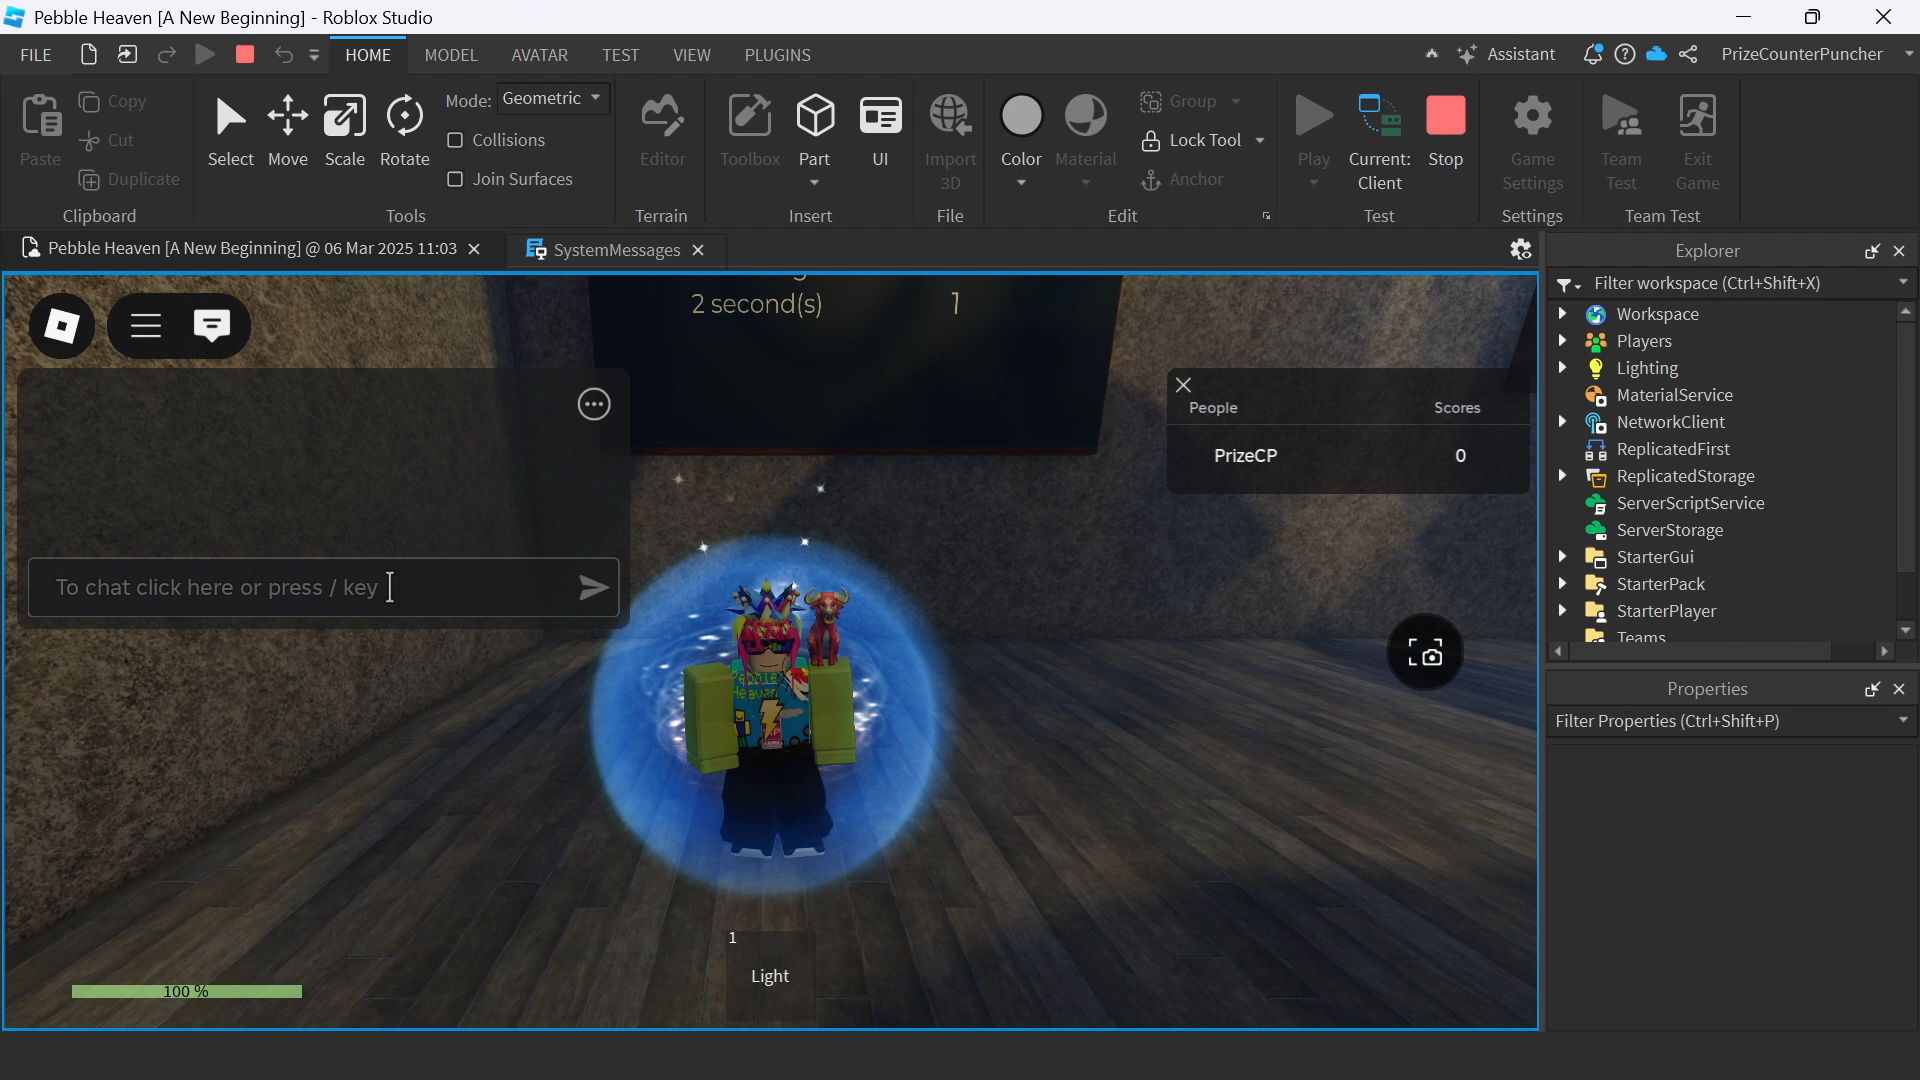 Pebble Heaven [A New Beginning] - Roblox Studio
FILE HOME MODEL AVATAR TEST VIEW PLUGINS Assistant PrizeCounterPuncher
Paste
Copy
Cut
Duplicate
Clipboard
Select
Move
Scale
Rotate
Mode: Geometric
Collisions
Join Surfaces
Tools
Editor
Terrain
Toolbox
Part
UI
Insert
Import
3D
File
Color
Material
Group
Lock Tool
Anchor
Edit
Play
Current:
Client
Stop
Test
Game
Settings
Settings
Team
Test
Exit
Game
Team Test
Pebble Heaven [A New Beginning] @ 06 Mar 2025 11:03
SystemMessages
2 second(s) 1
To chat click here or press / key
People Scores
PrizeCP 0
Pebble
Heaven
1
Light
100 %
Explorer
Filter workspace (Ctrl+Shift+X)
Workspace
Players
Lighting
MaterialService
NetworkClient
ReplicatedFirst
ReplicatedStorage
ServerScriptService
ServerStorage
StarterGui
StarterPack
StarterPlayer
Teams
Properties
Filter Properties (Ctrl+Shift+P)